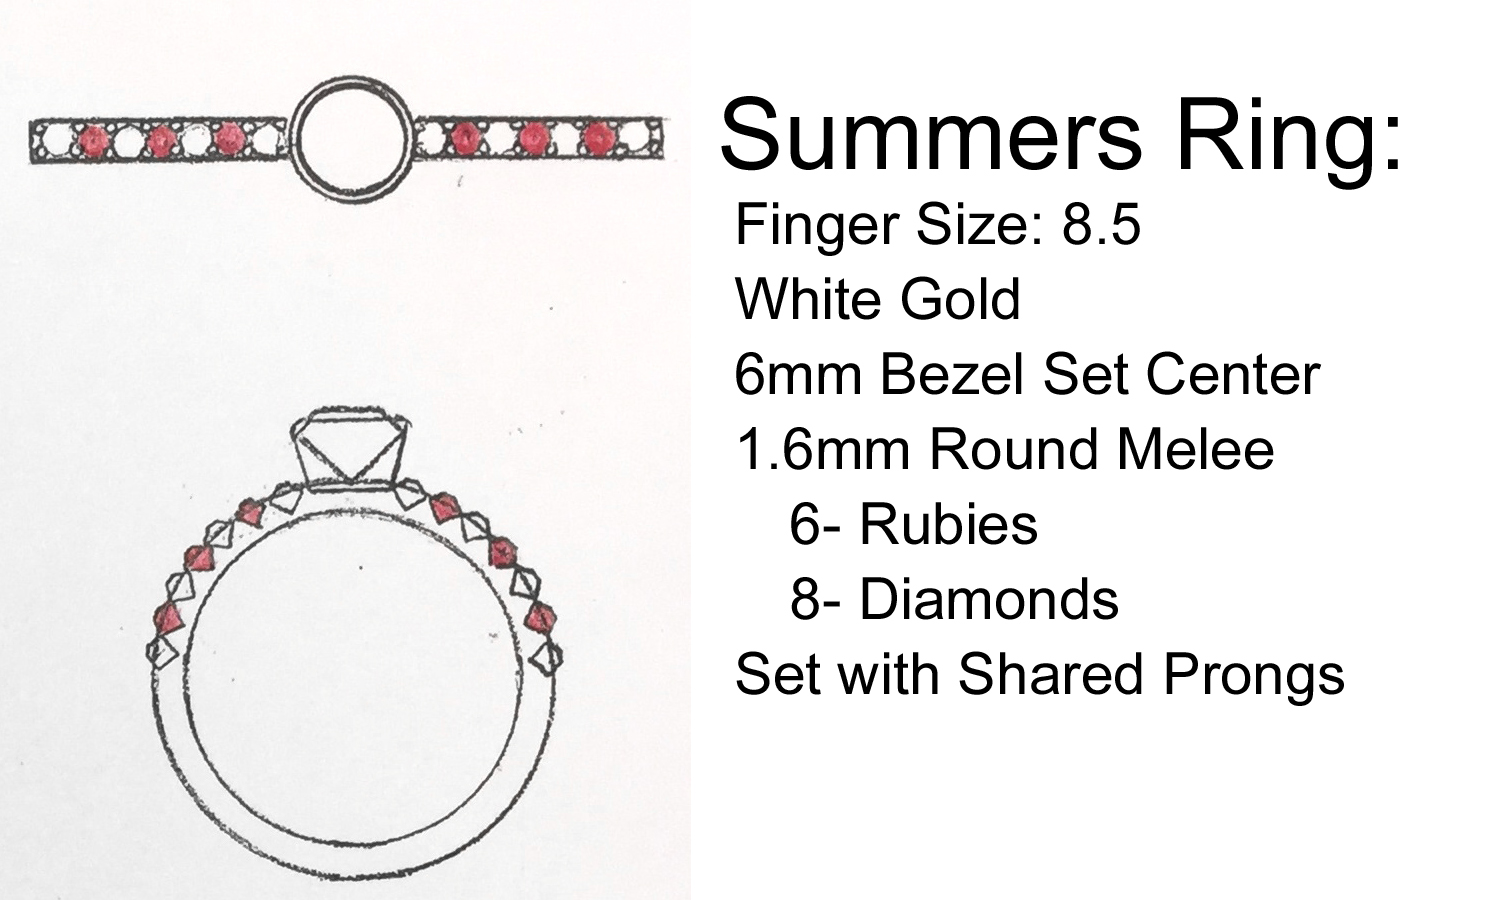 Summers Ring:
Finger Size: 8.5
White Gold
6mm Bezel Set Center
1.6mm Round Melee
6- Rubies
8- Diamonds
Set with Shared Prongs